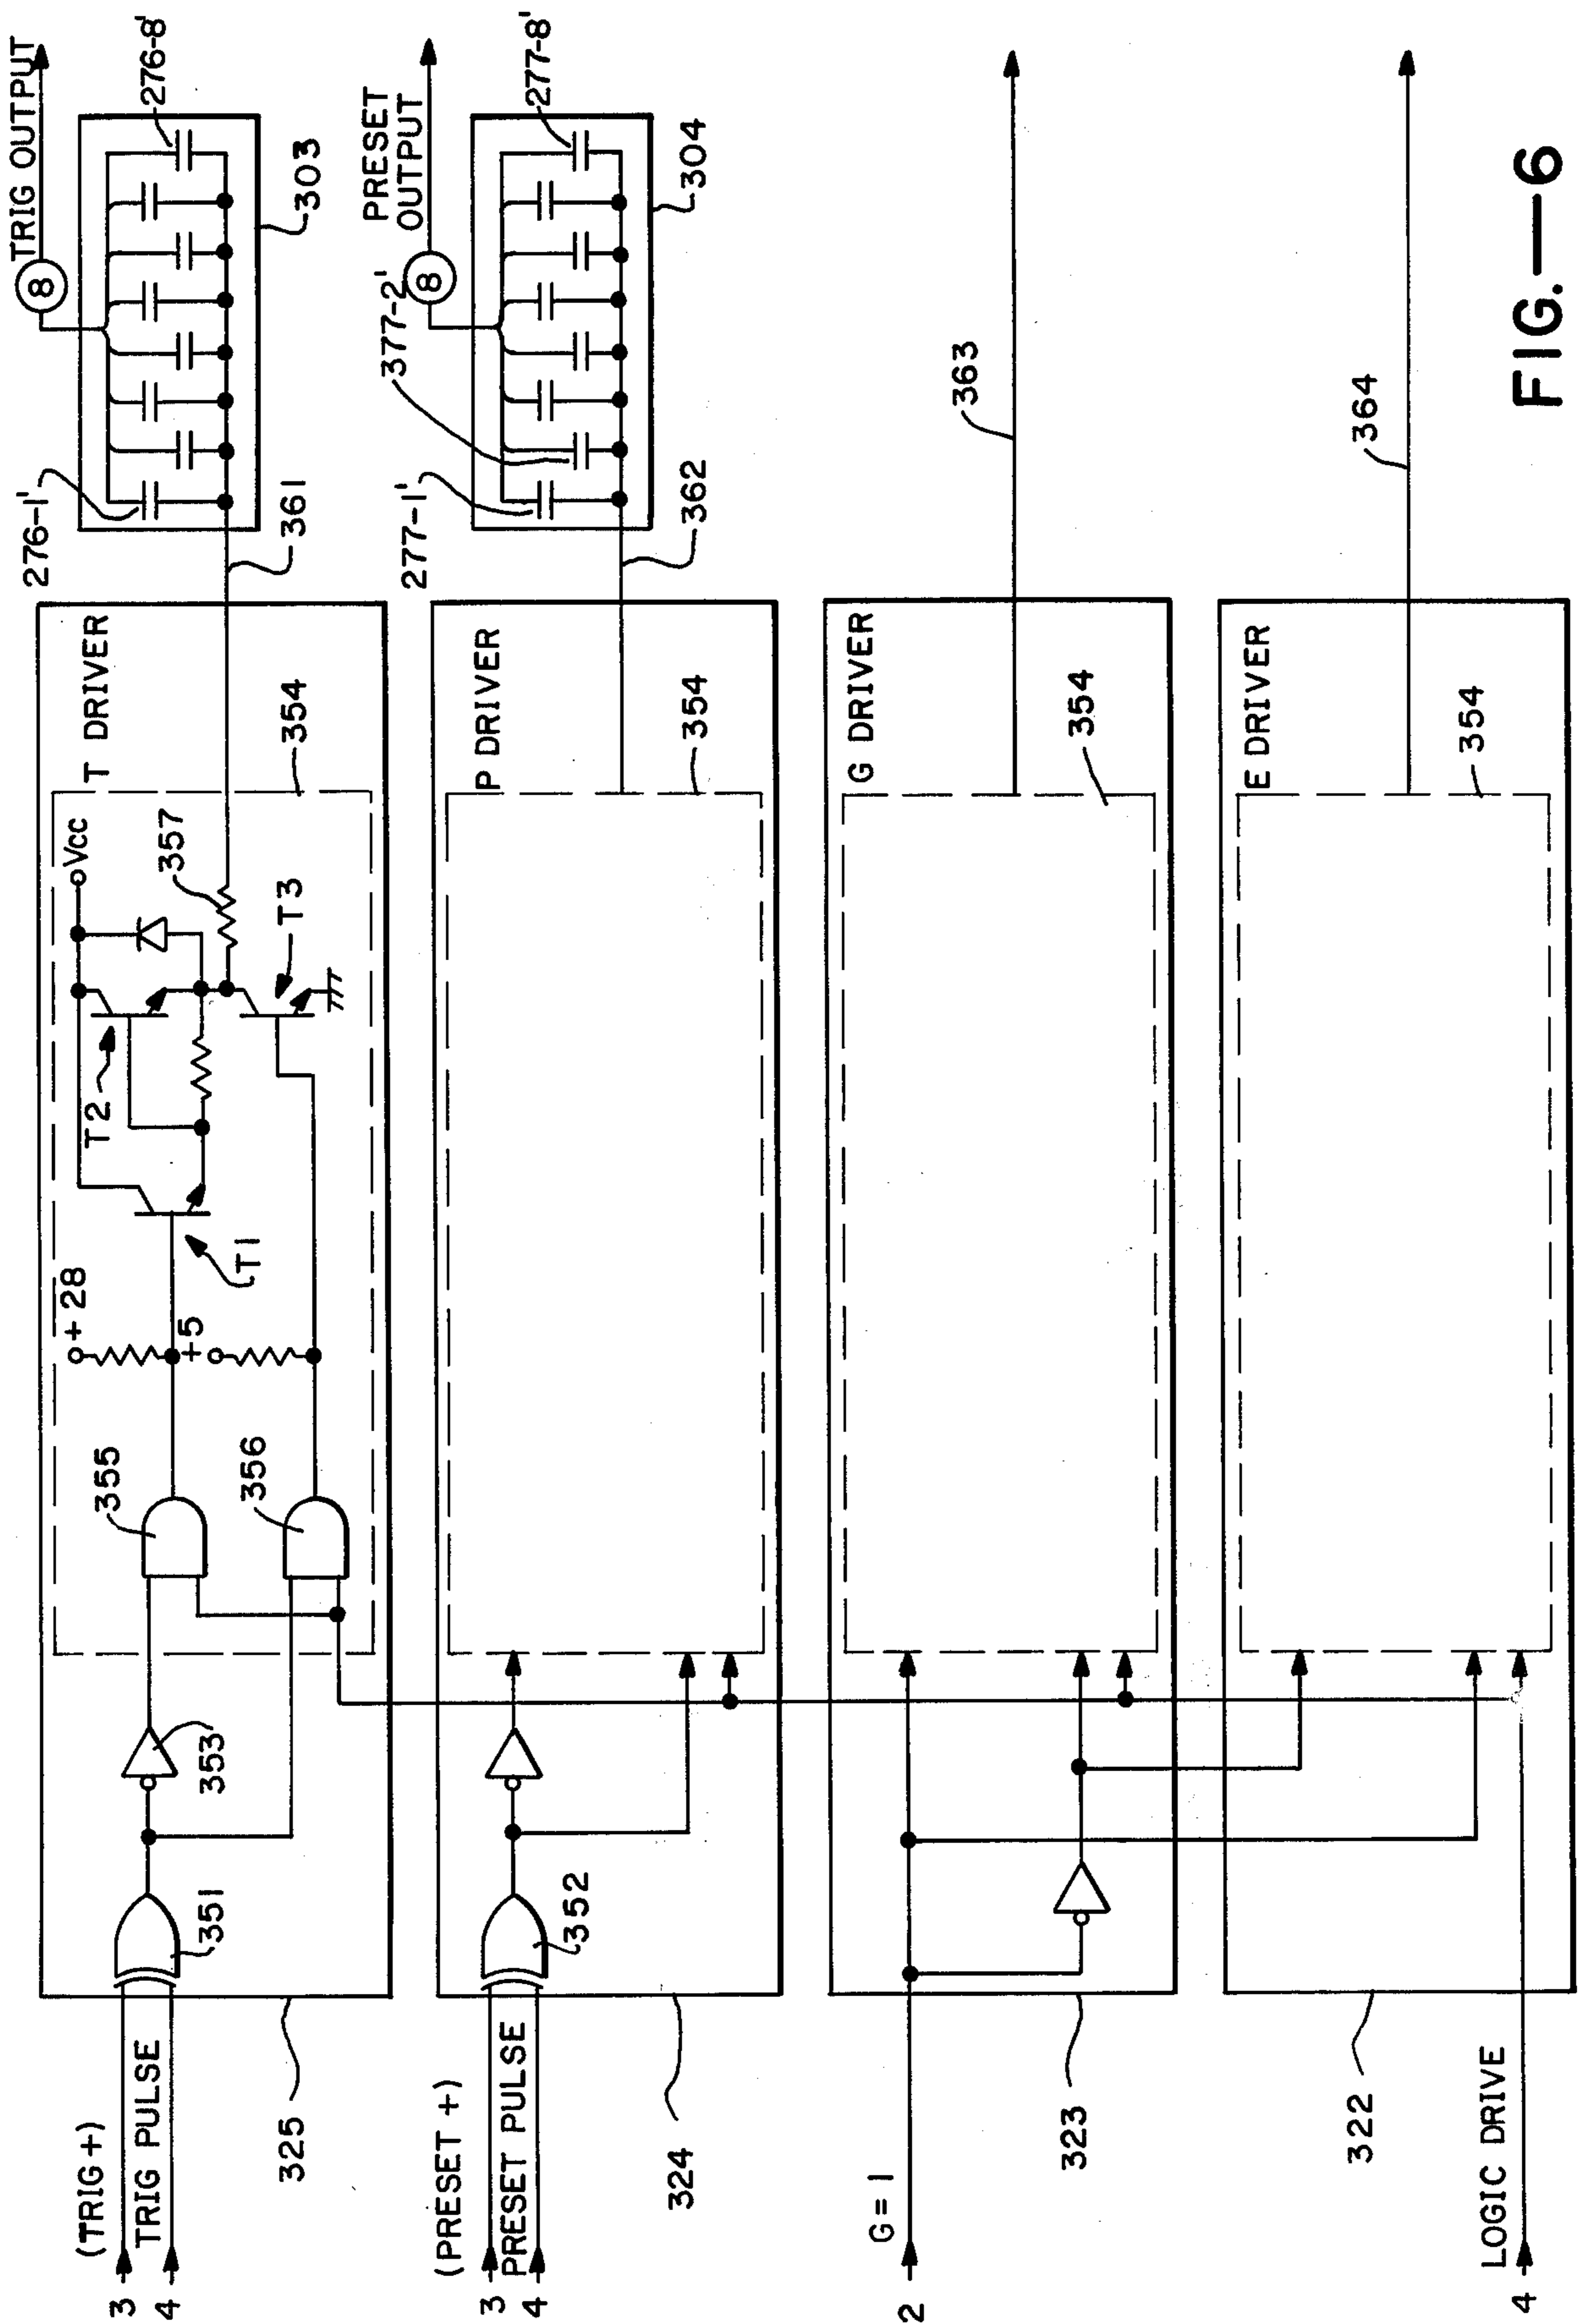 (TRIG +)
3
TRIG PULSE
4
325
351
353
355
356
+28
+5
T1
T2
T3
Vcc
357
T DRIVER
354
361
276-1'
303
276-8'
8
TRIG OUTPUT
(PRESET +)
3
PRESET PULSE
4
324
352
P DRIVER
354
362
277-1'
377-2'
304
277-8'
8
PRESET
OUTPUT
G = 1
2
323
G DRIVER
354
363
LOGIC DRIVE
4
322
E DRIVER
354
364
FIG.—6